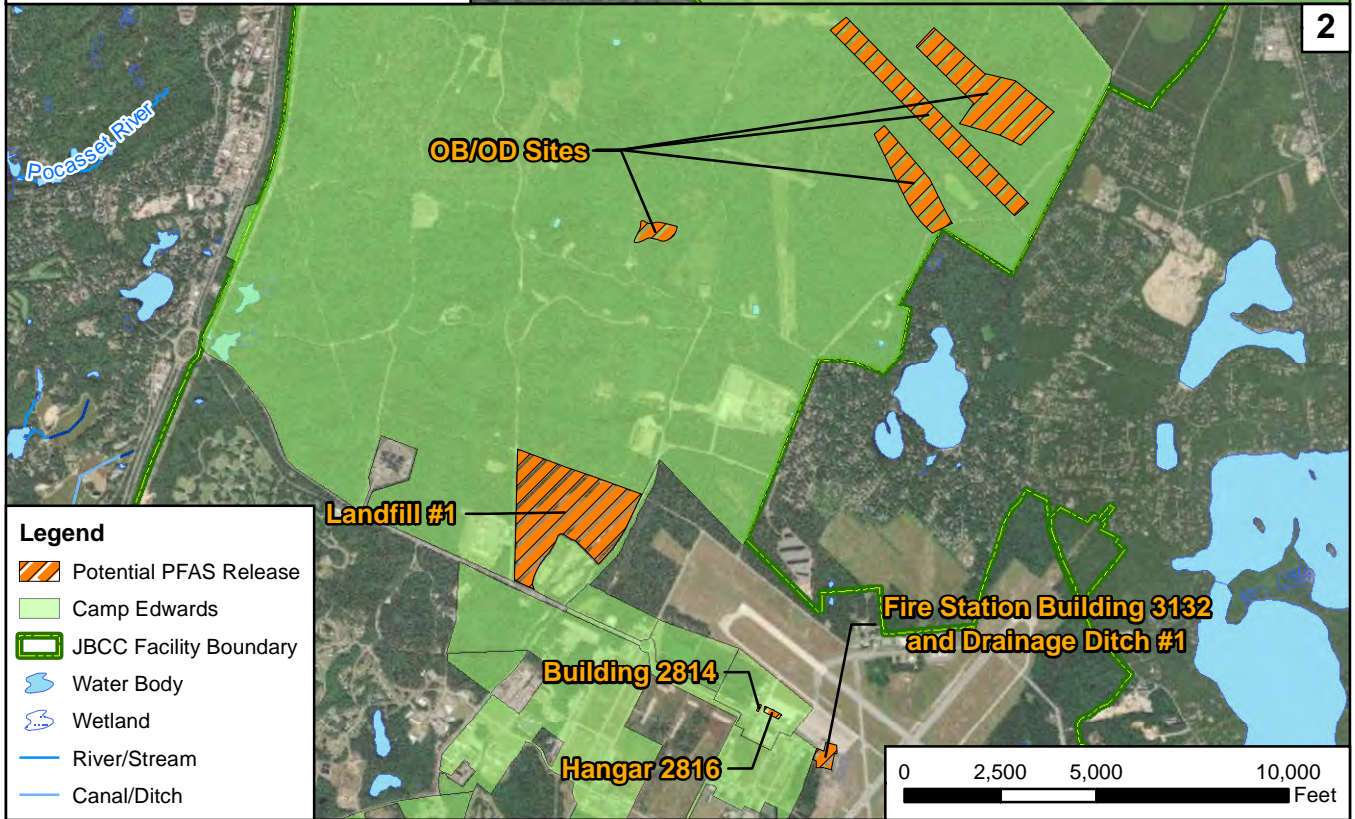 2
Pocasset River
OB/OD Sites
Landfill #1
Fire Station Building 3132
and Drainage Ditch #1
Building 2814
Hangar 2816
Legend
Potential PFAS Release
Camp Edwards
JBCC Facility Boundary
Water Body
Wetland
River/Stream
Canal/Ditch
0 2,500 5,000 10,000
Feet